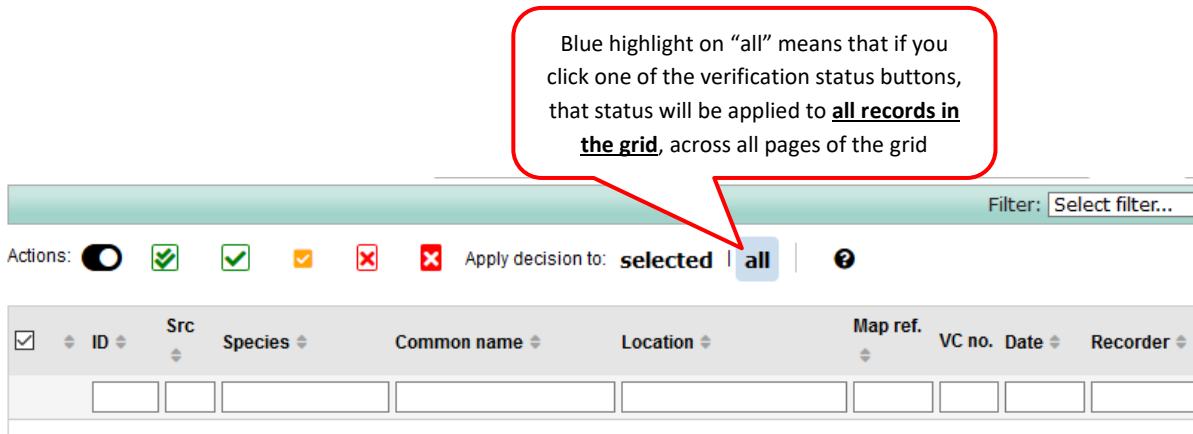 Blue highlight on “all” means that if you
click one of the verification status buttons,
that status will be applied to all records in
the grid, across all pages of the grid
Filter: Select filter...
Actions: Apply decision to: selected | all
ID Src Species Common name Location Map ref. VC no. Date Recorder